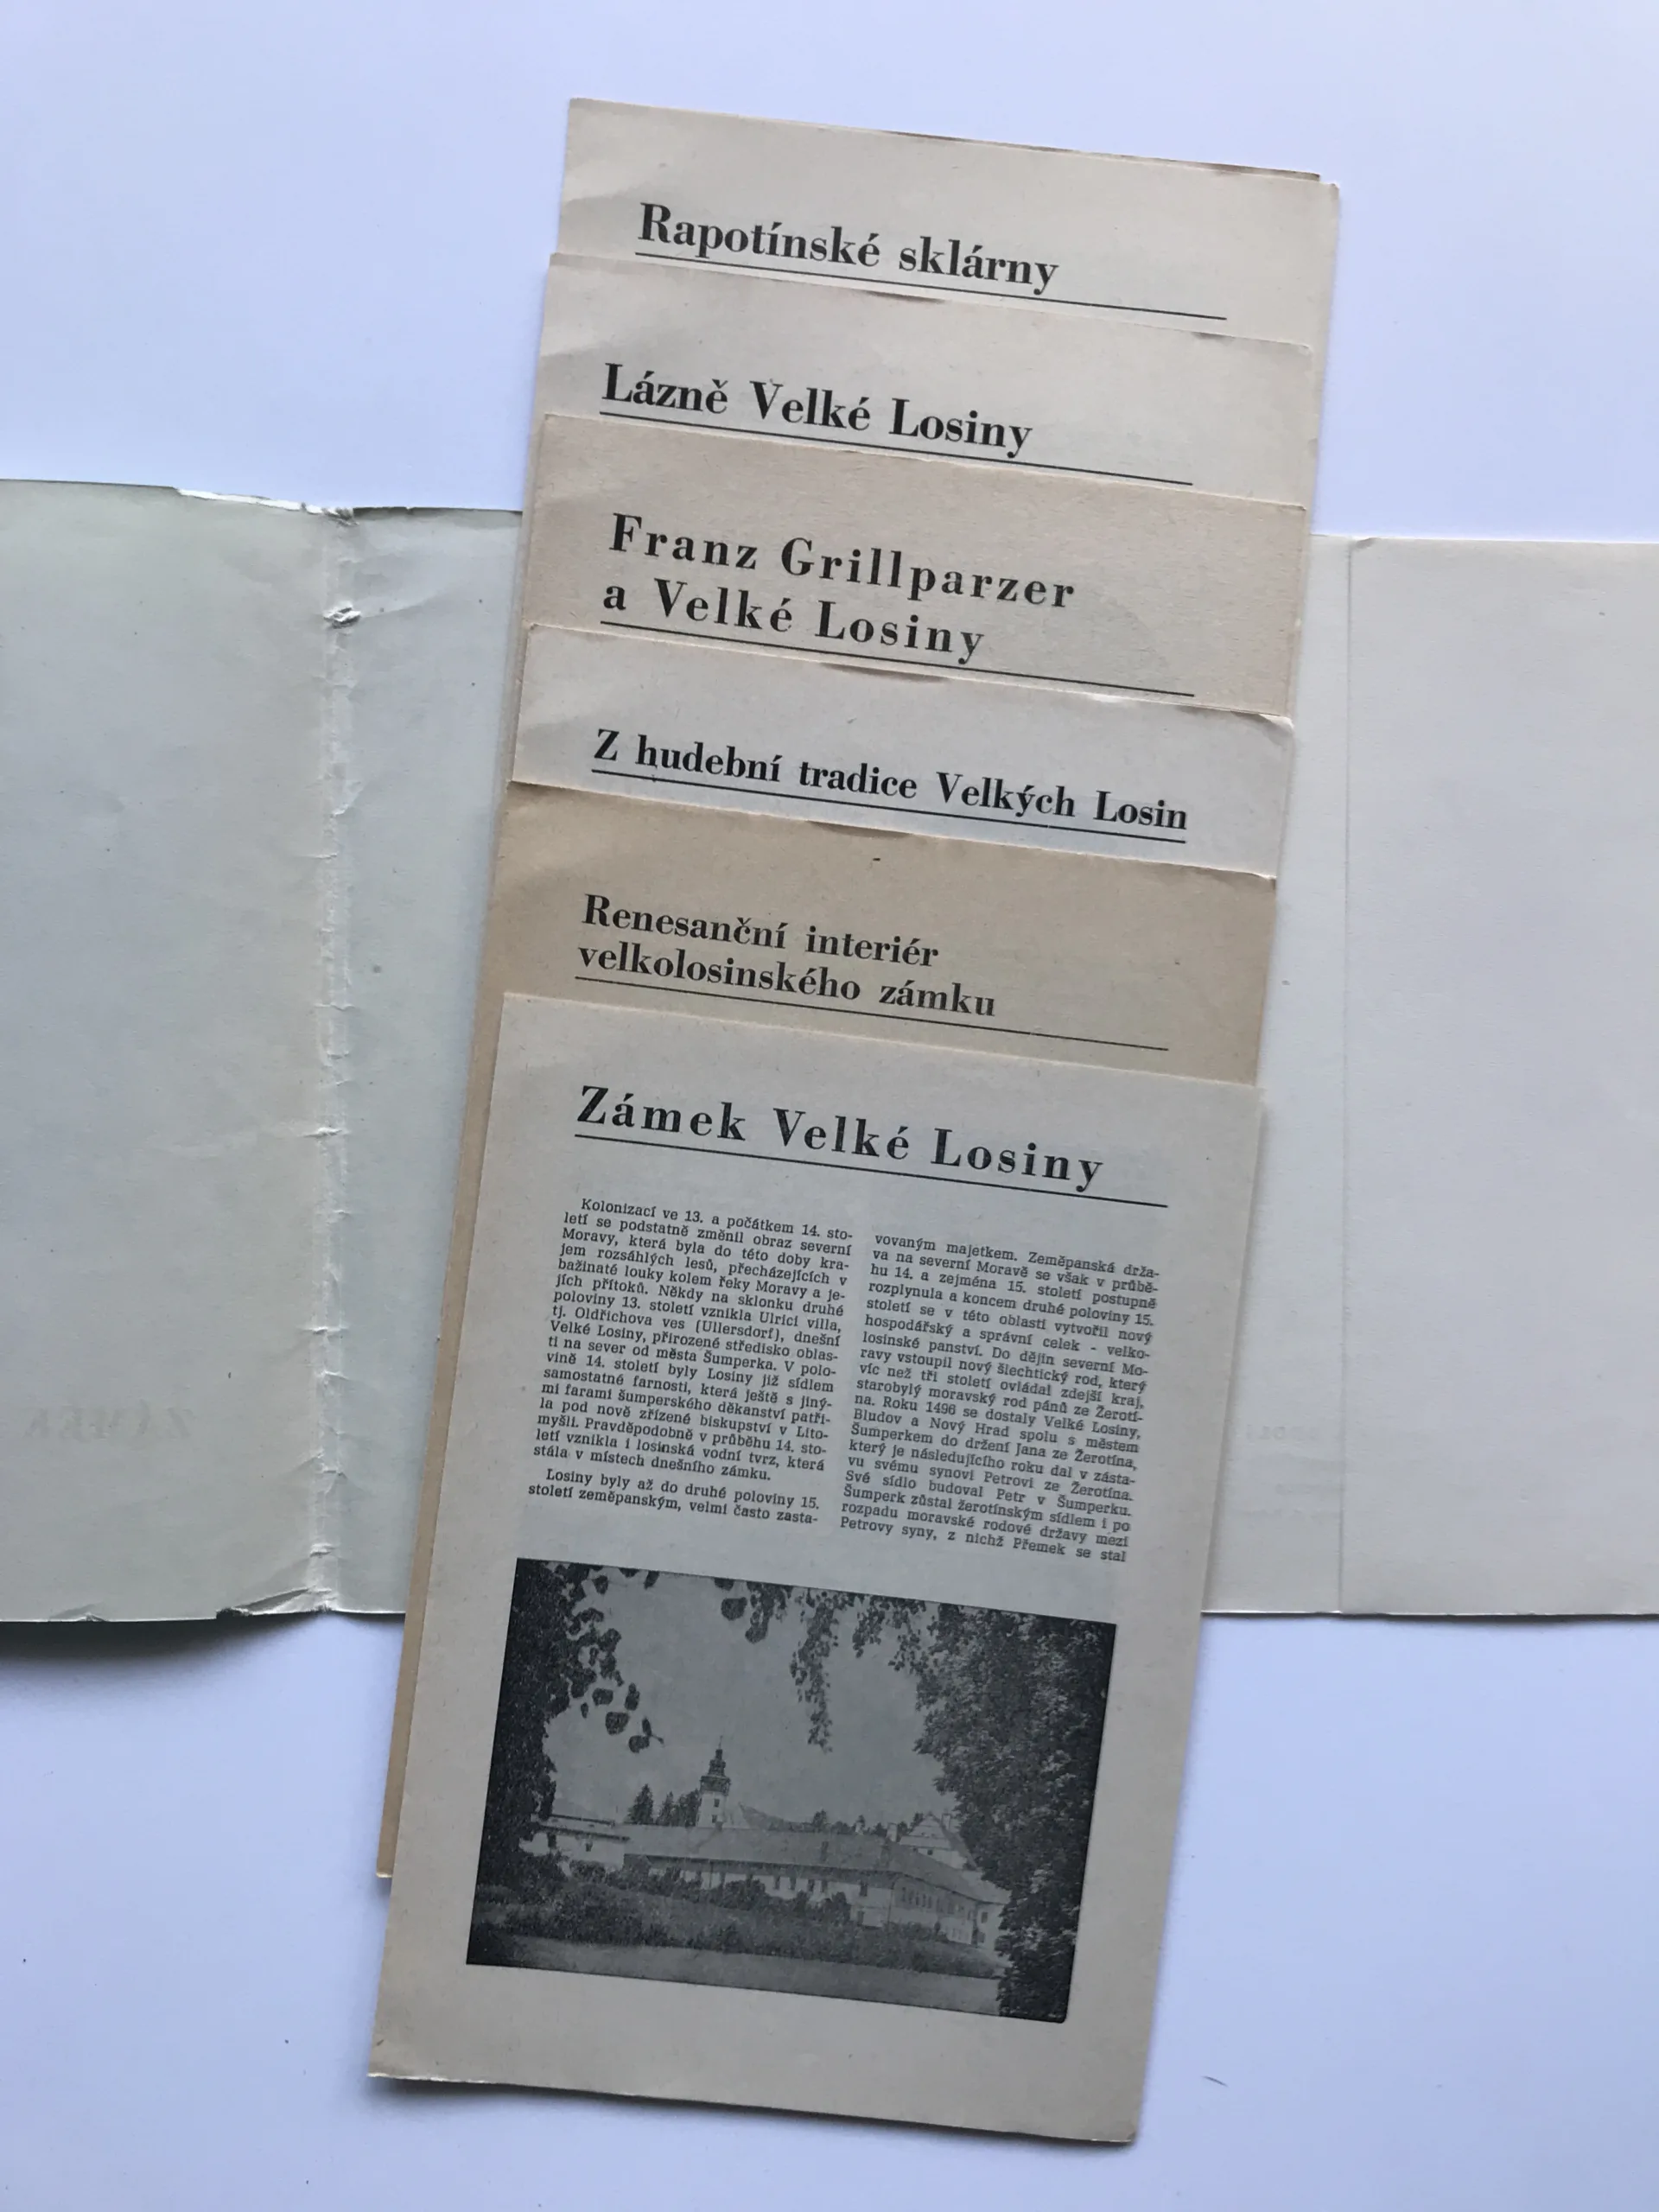 Rapotínské sklárny
Lázně Velké Losiny
Franz Grillparzer
a Velké Losiny
Z hudební tradice Velkých Losin
Renesanční interiér
velkolosinského zámku
Zámek Velké Losiny
Kolonizací ve 13. a počátkem 14. sto-
letí se podstatně změnil obraz severní
Moravy, která byla do této doby kra-
jem rozsáhlých lesů, přecházejících v
bažinaté louky kolem řeky Moravy a je-
jích přítoků. Někdy na sklonku druhé
poloviny 13. století vznikla Ulrici villa,
tj. Oldřichova ves (Ullersdorf), dnešní
Velké Losiny, přirozené středisko oblas-
ti na sever od města Šumperka. V polo-
vině 14. století byly Losiny již sídlem
samostatné farnosti, která ještě s jiný-
mi farami šumperského děkanství patři-
la pod nově zřízené biskupství v Lito-
myšli. Pravděpodobně v průběhu 14. sto-
letí vznikla i losinská vodní tvrz, která
stála v místech dnešního zámku.
Losiny byly až do druhé poloviny 15.
století zeměpanským, velmi často zasta-
vovaným majetkem. Zeměpanská drža-
va na severní Moravě se však v průbě-
hu 14. a zejména 15. století postupně
rozplynula a koncem druhé poloviny 15.
století se v této oblasti vytvořil nový
hospodářský a správní celek - velko-
losinské panství. Do dějin severní Mo-
ravy vstoupil nový šlechtický rod, který
víc než tři století ovládal zdejší kraj,
starobylý moravský rod pánů ze Žerotí-
na. Roku 1496 se dostaly Velké Losiny,
Bludov a Nový Hrad spolu s městem
Šumperkem do držení Jana ze Žerotína,
který je následujícího roku dal v zásta-
vu svému synovi Petrovi ze Žerotína.
Své sídlo budoval Petr v Šumperku.
Šumperk zůstal žerotínským sídlem i po
rozpadu moravské rodové državy mezi
Petrovy syny, z nichž Přemek se stal